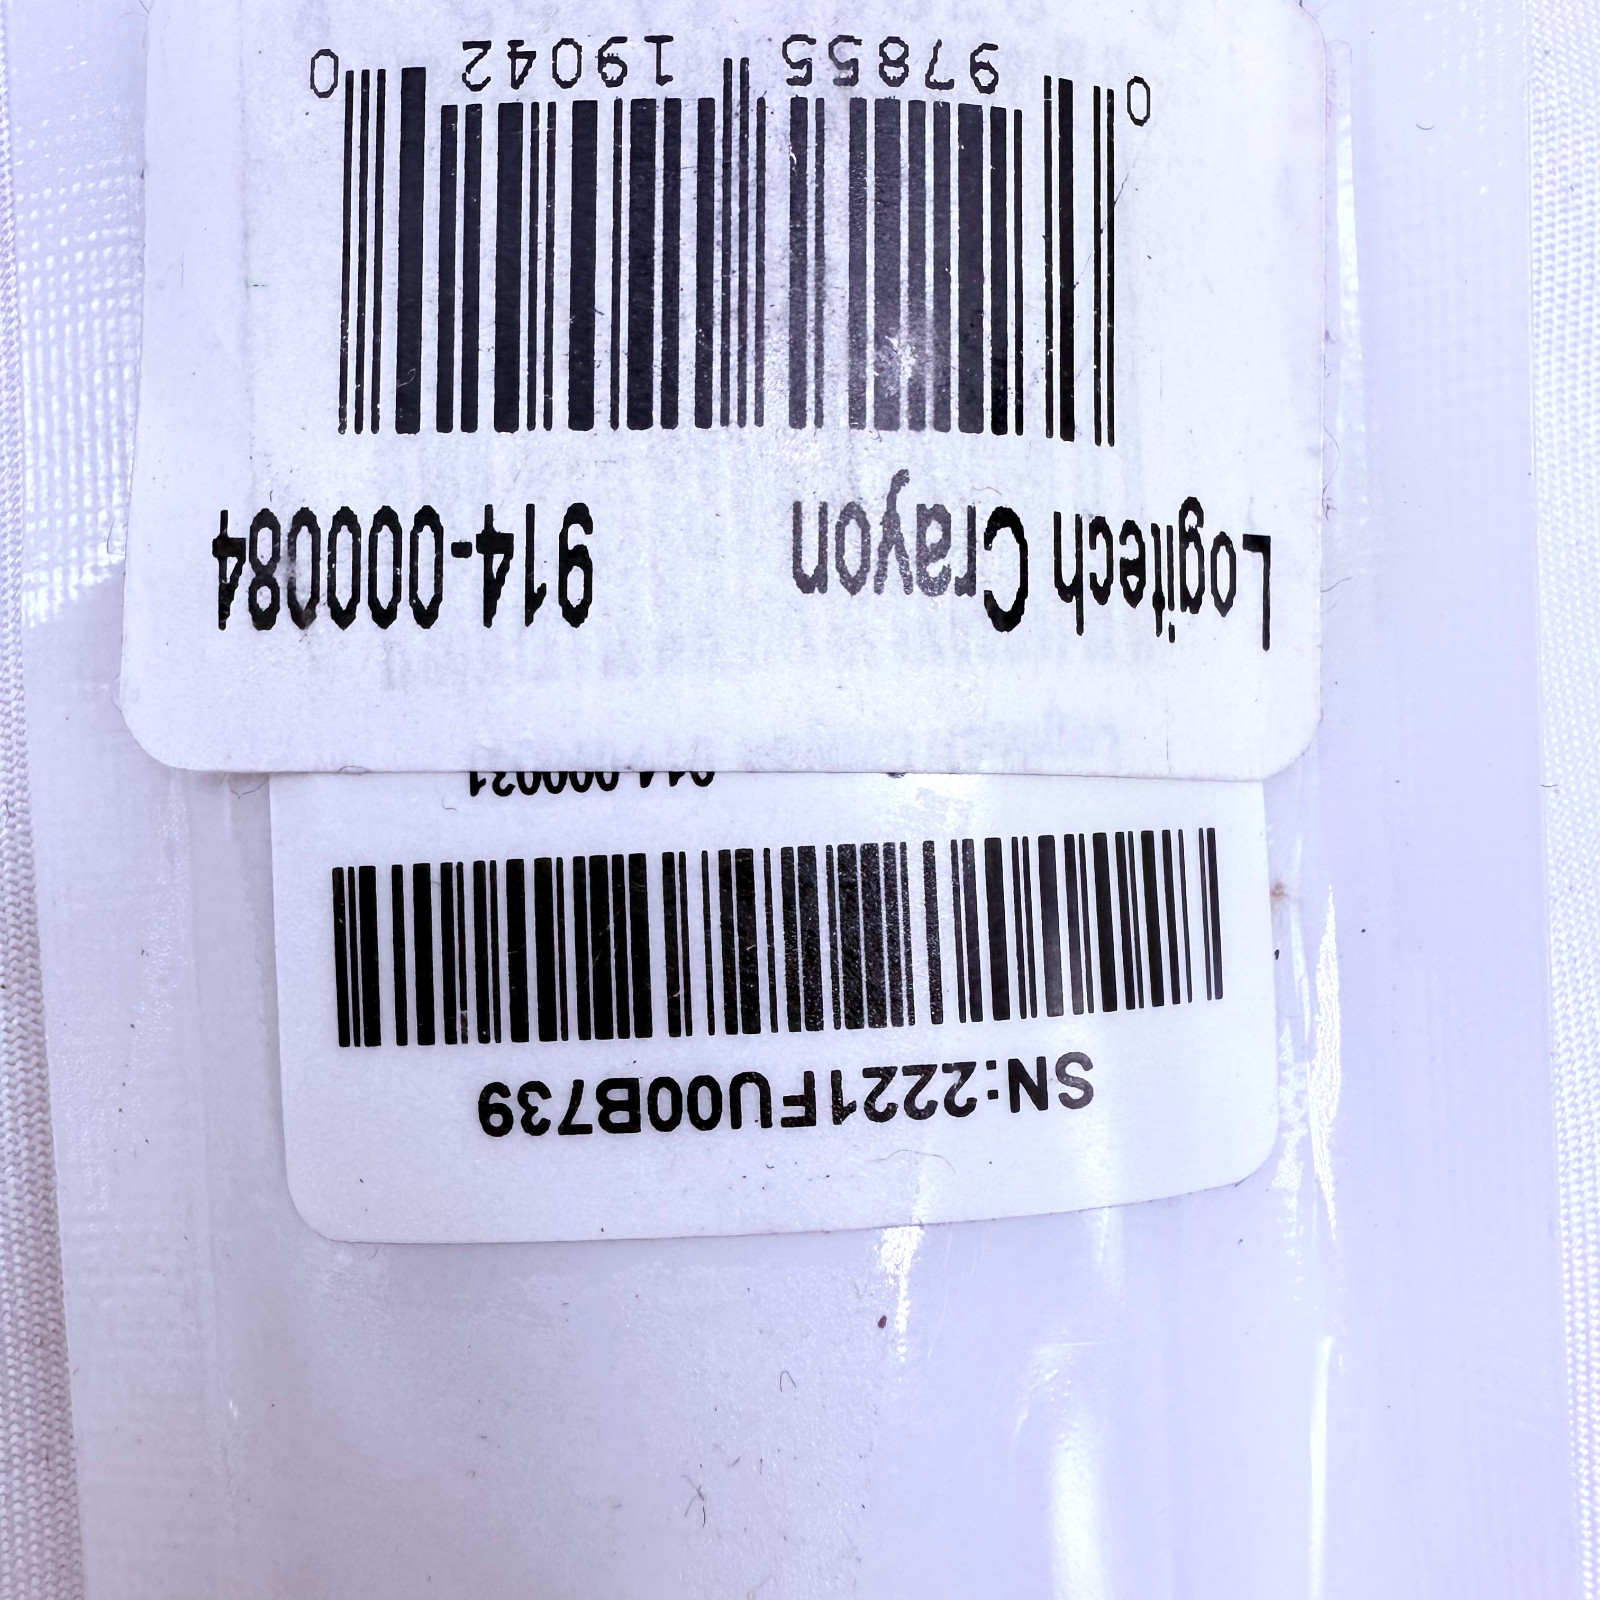 SN:2221FU00B739
Logitech Crayon 914-000084
0 97855 19042 0